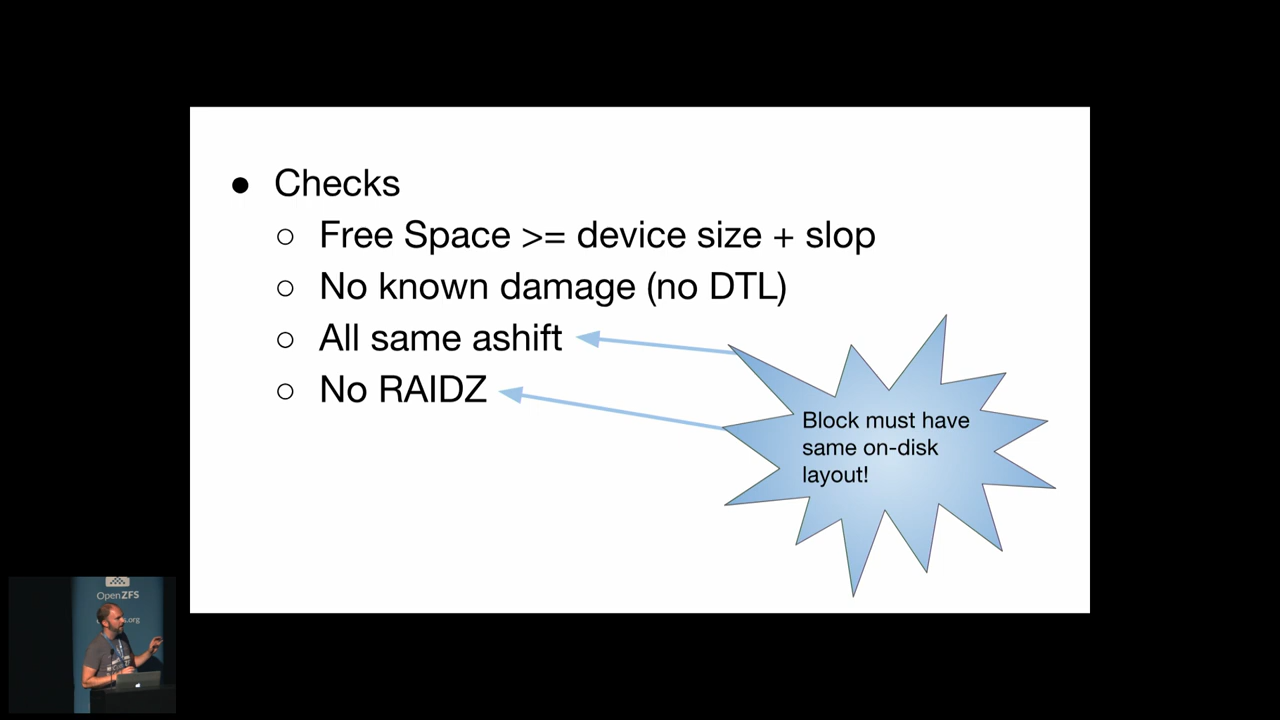 ● Checks
○ Free Space >= device size + slop
○ No known damage (no DTL)
○ All same ashift
○ No RAIDZ
Block must have
same on-disk
layout!
OpenZFS